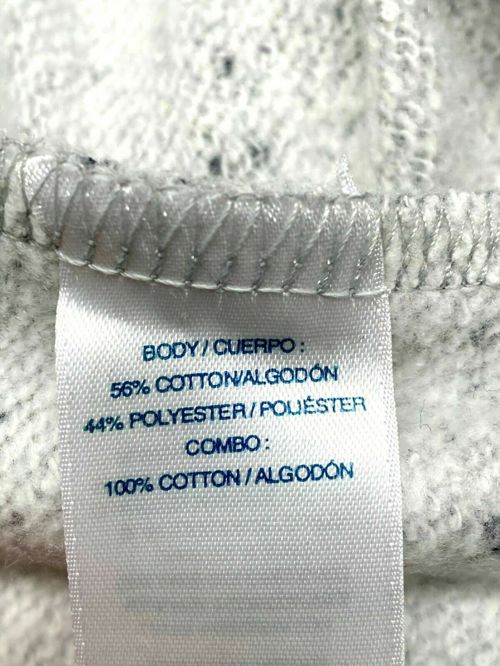 BODY / CUERPO :
56% COTTON/ALGODÓN
44% POLYESTER / POLIÉSTER
COMBO :
100% COTTON / ALGODÓN